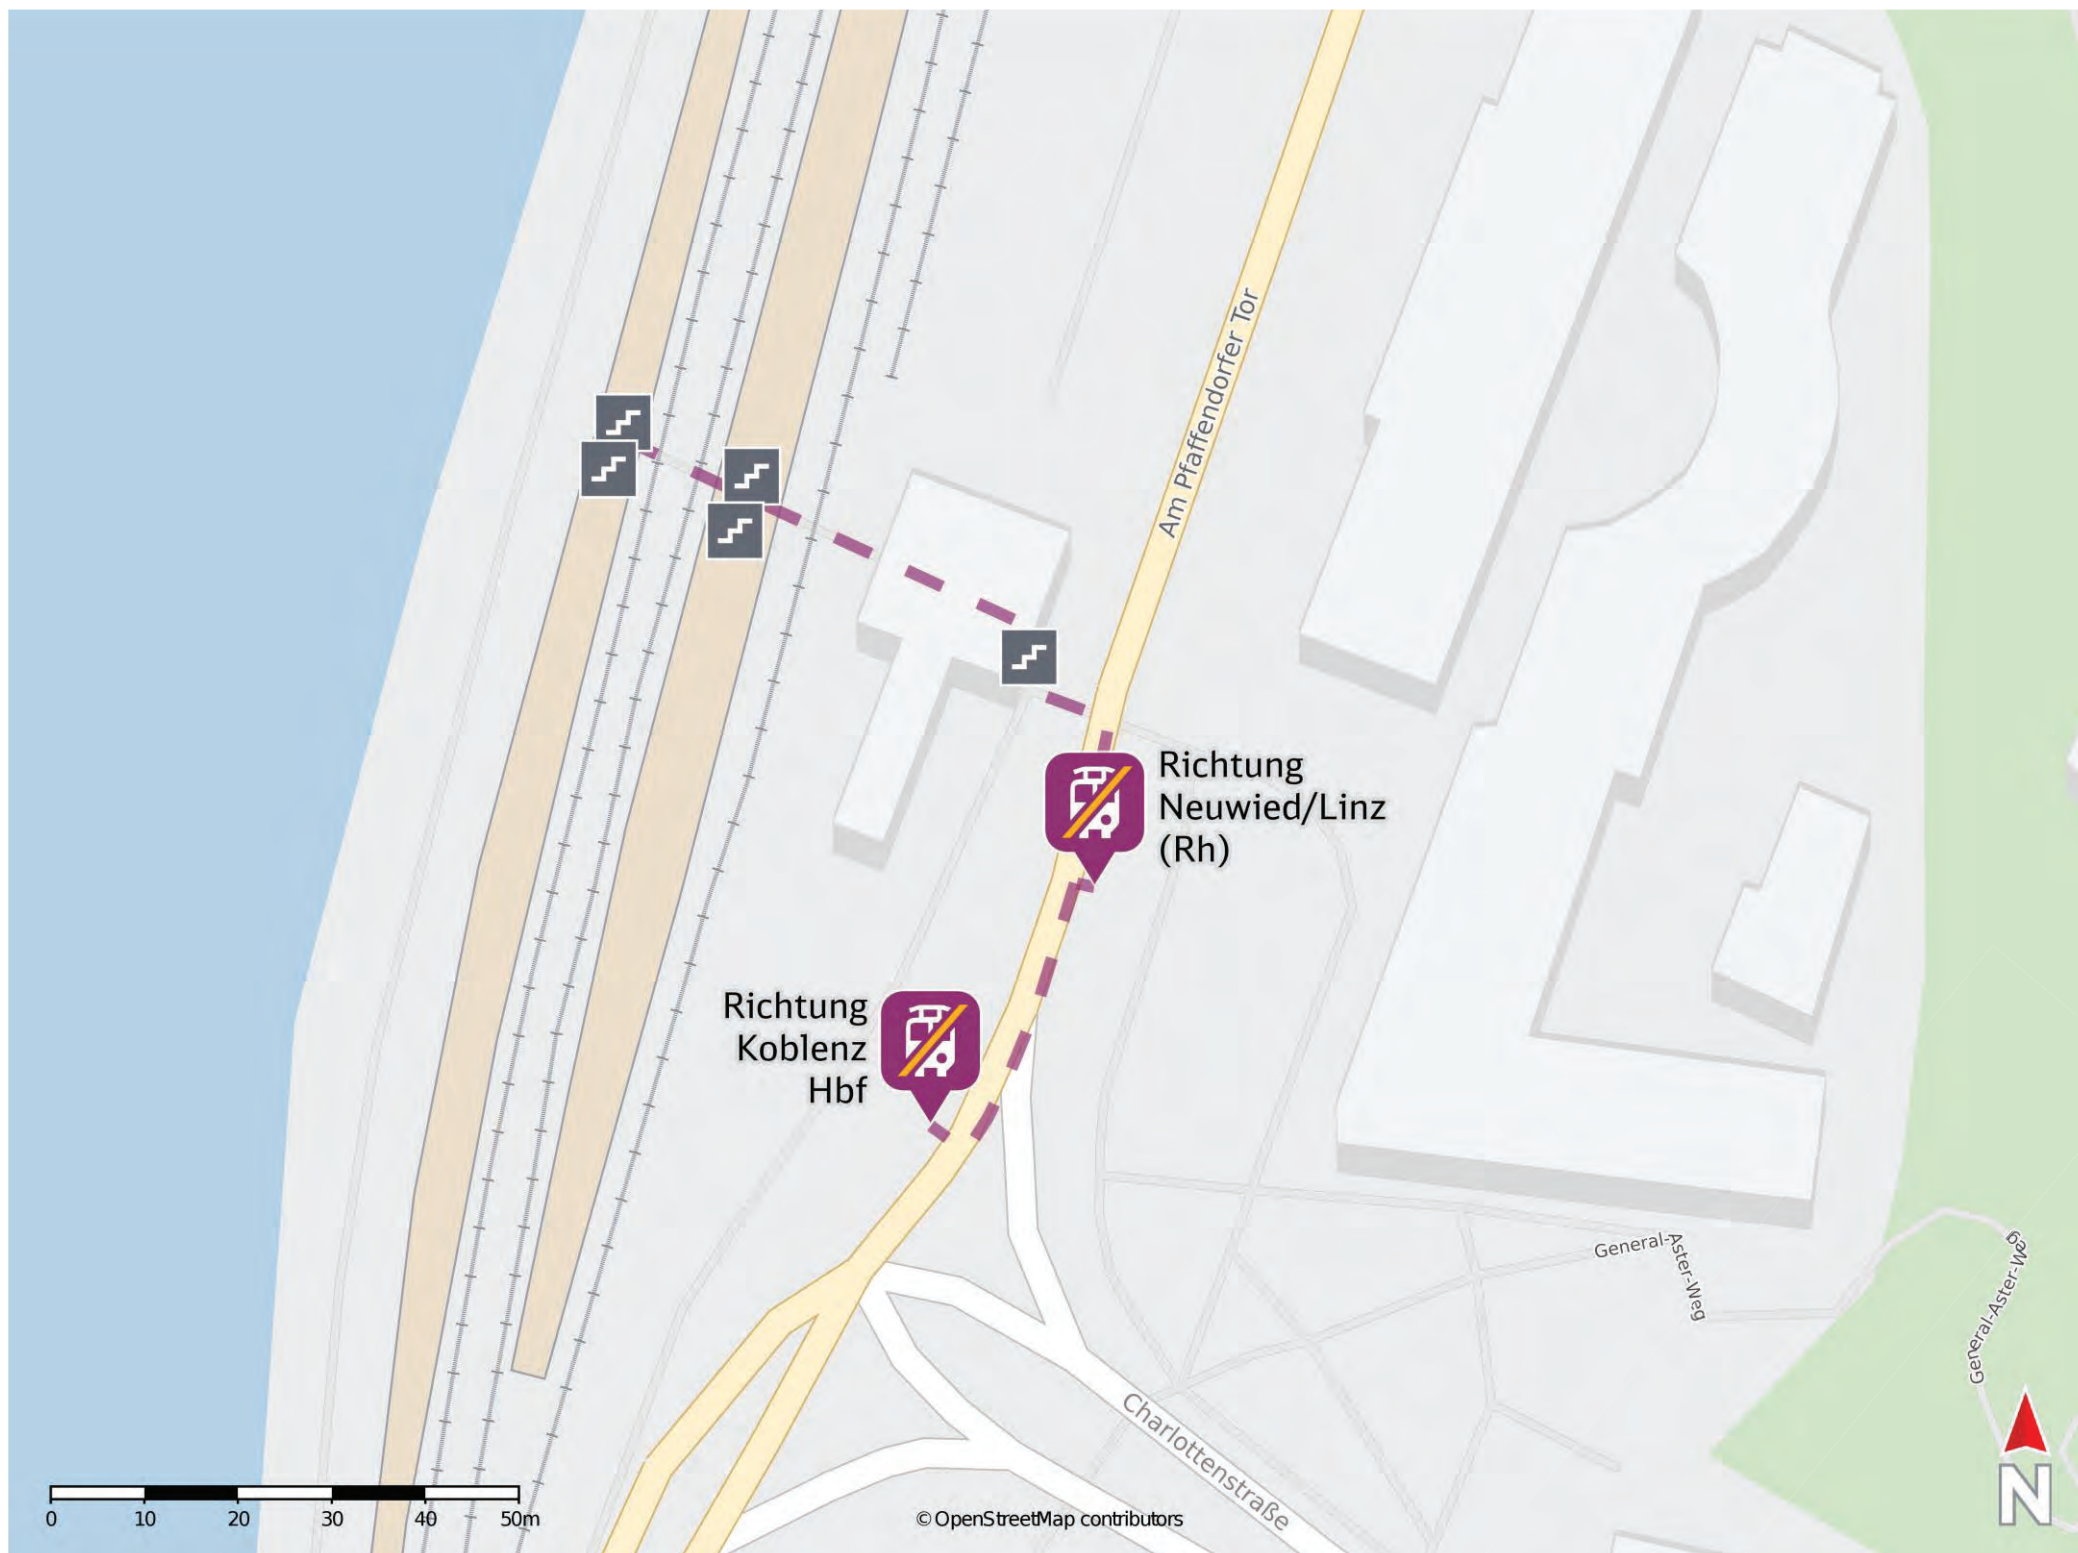 Am Pfaffendorfer Tor
Richtung
Neuwied/Linz
(Rh)
Richtung
Koblenz
Hbf
General-Aster-Weg
General-Aster-Weg
Charlottenstraße
0 10 20 30 40 50m
© OpenStreetMap contributors
N